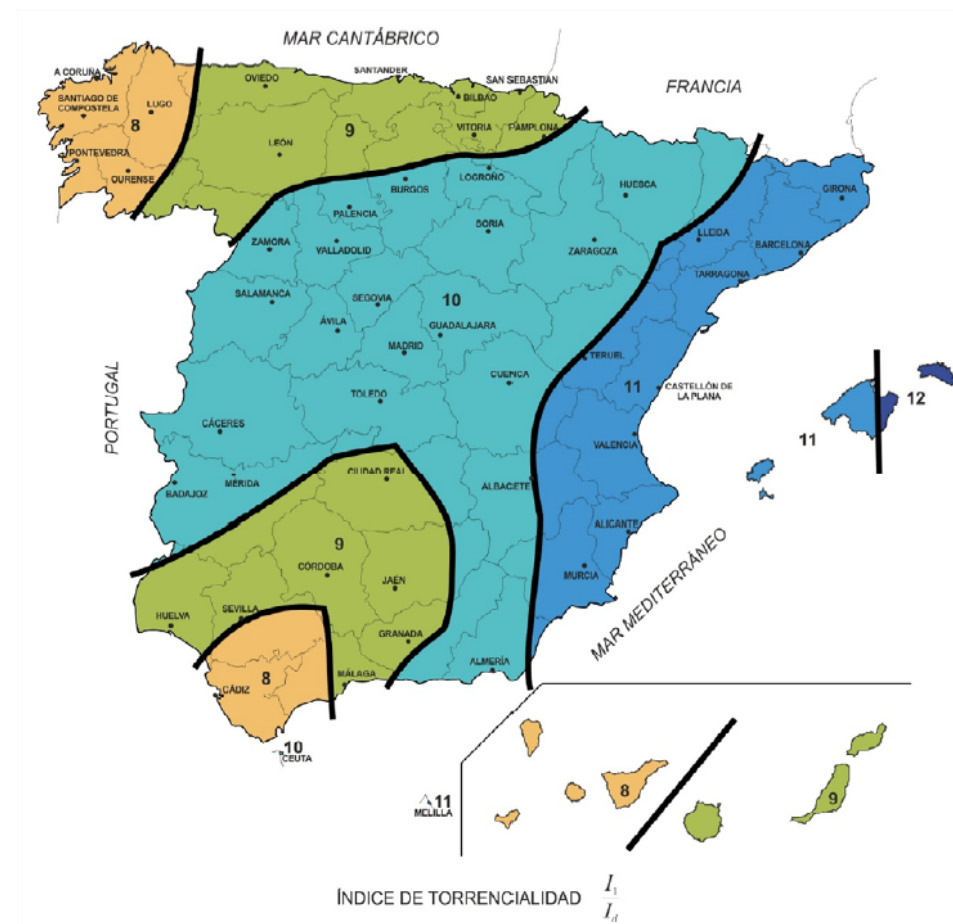 MAR CANTÁBRICO
A CORUÑA
OVIEDO
SANTANDER
SAN SEBASTIÁN
FRANCIA
SANTIAGO DE
COMPOSTELA
LUGO
8
9
BILBAO
VITORIA
PAMPLONA
LEÓN
PONTEVEDRA
OURENSE
BURGOS
LOGROÑO
HUESCA
GIRONA
PALENCIA
SORIA
LLEIDA
ZAMORA
VALLADOLID
ZARAGOZA
BARCELONA
TARRAGONA
SALAMANCA
SEGOVIA
10
ÁVILA
GUADALAJARA
MADRID
TERUEL
PORTUGAL
CUENCA
11
CASTELLÓN DE
LA PLANA
12
TOLEDO
CÁCERES
VALENCIA
11
CIUDAD REAL
MÉRIDA
BADAJOZ
ALBACETE
ALICANTE
9
CÓRDOBA
JAÉN
MURCIA
MAR MEDITERRÁNEO
HUELVA
SEVILLA
GRANADA
ALMERÍA
MÁLAGA
8
CÁDIZ
10
CEUTA
11
MELILLA
8
9
ÍNDICE DE TORRENCIALIDAD I₁
I_d